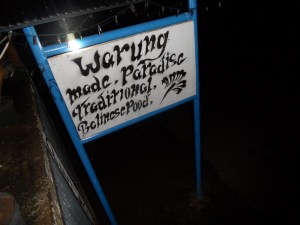 Warung
made. Paradise
Traditional.
Balinese Food.